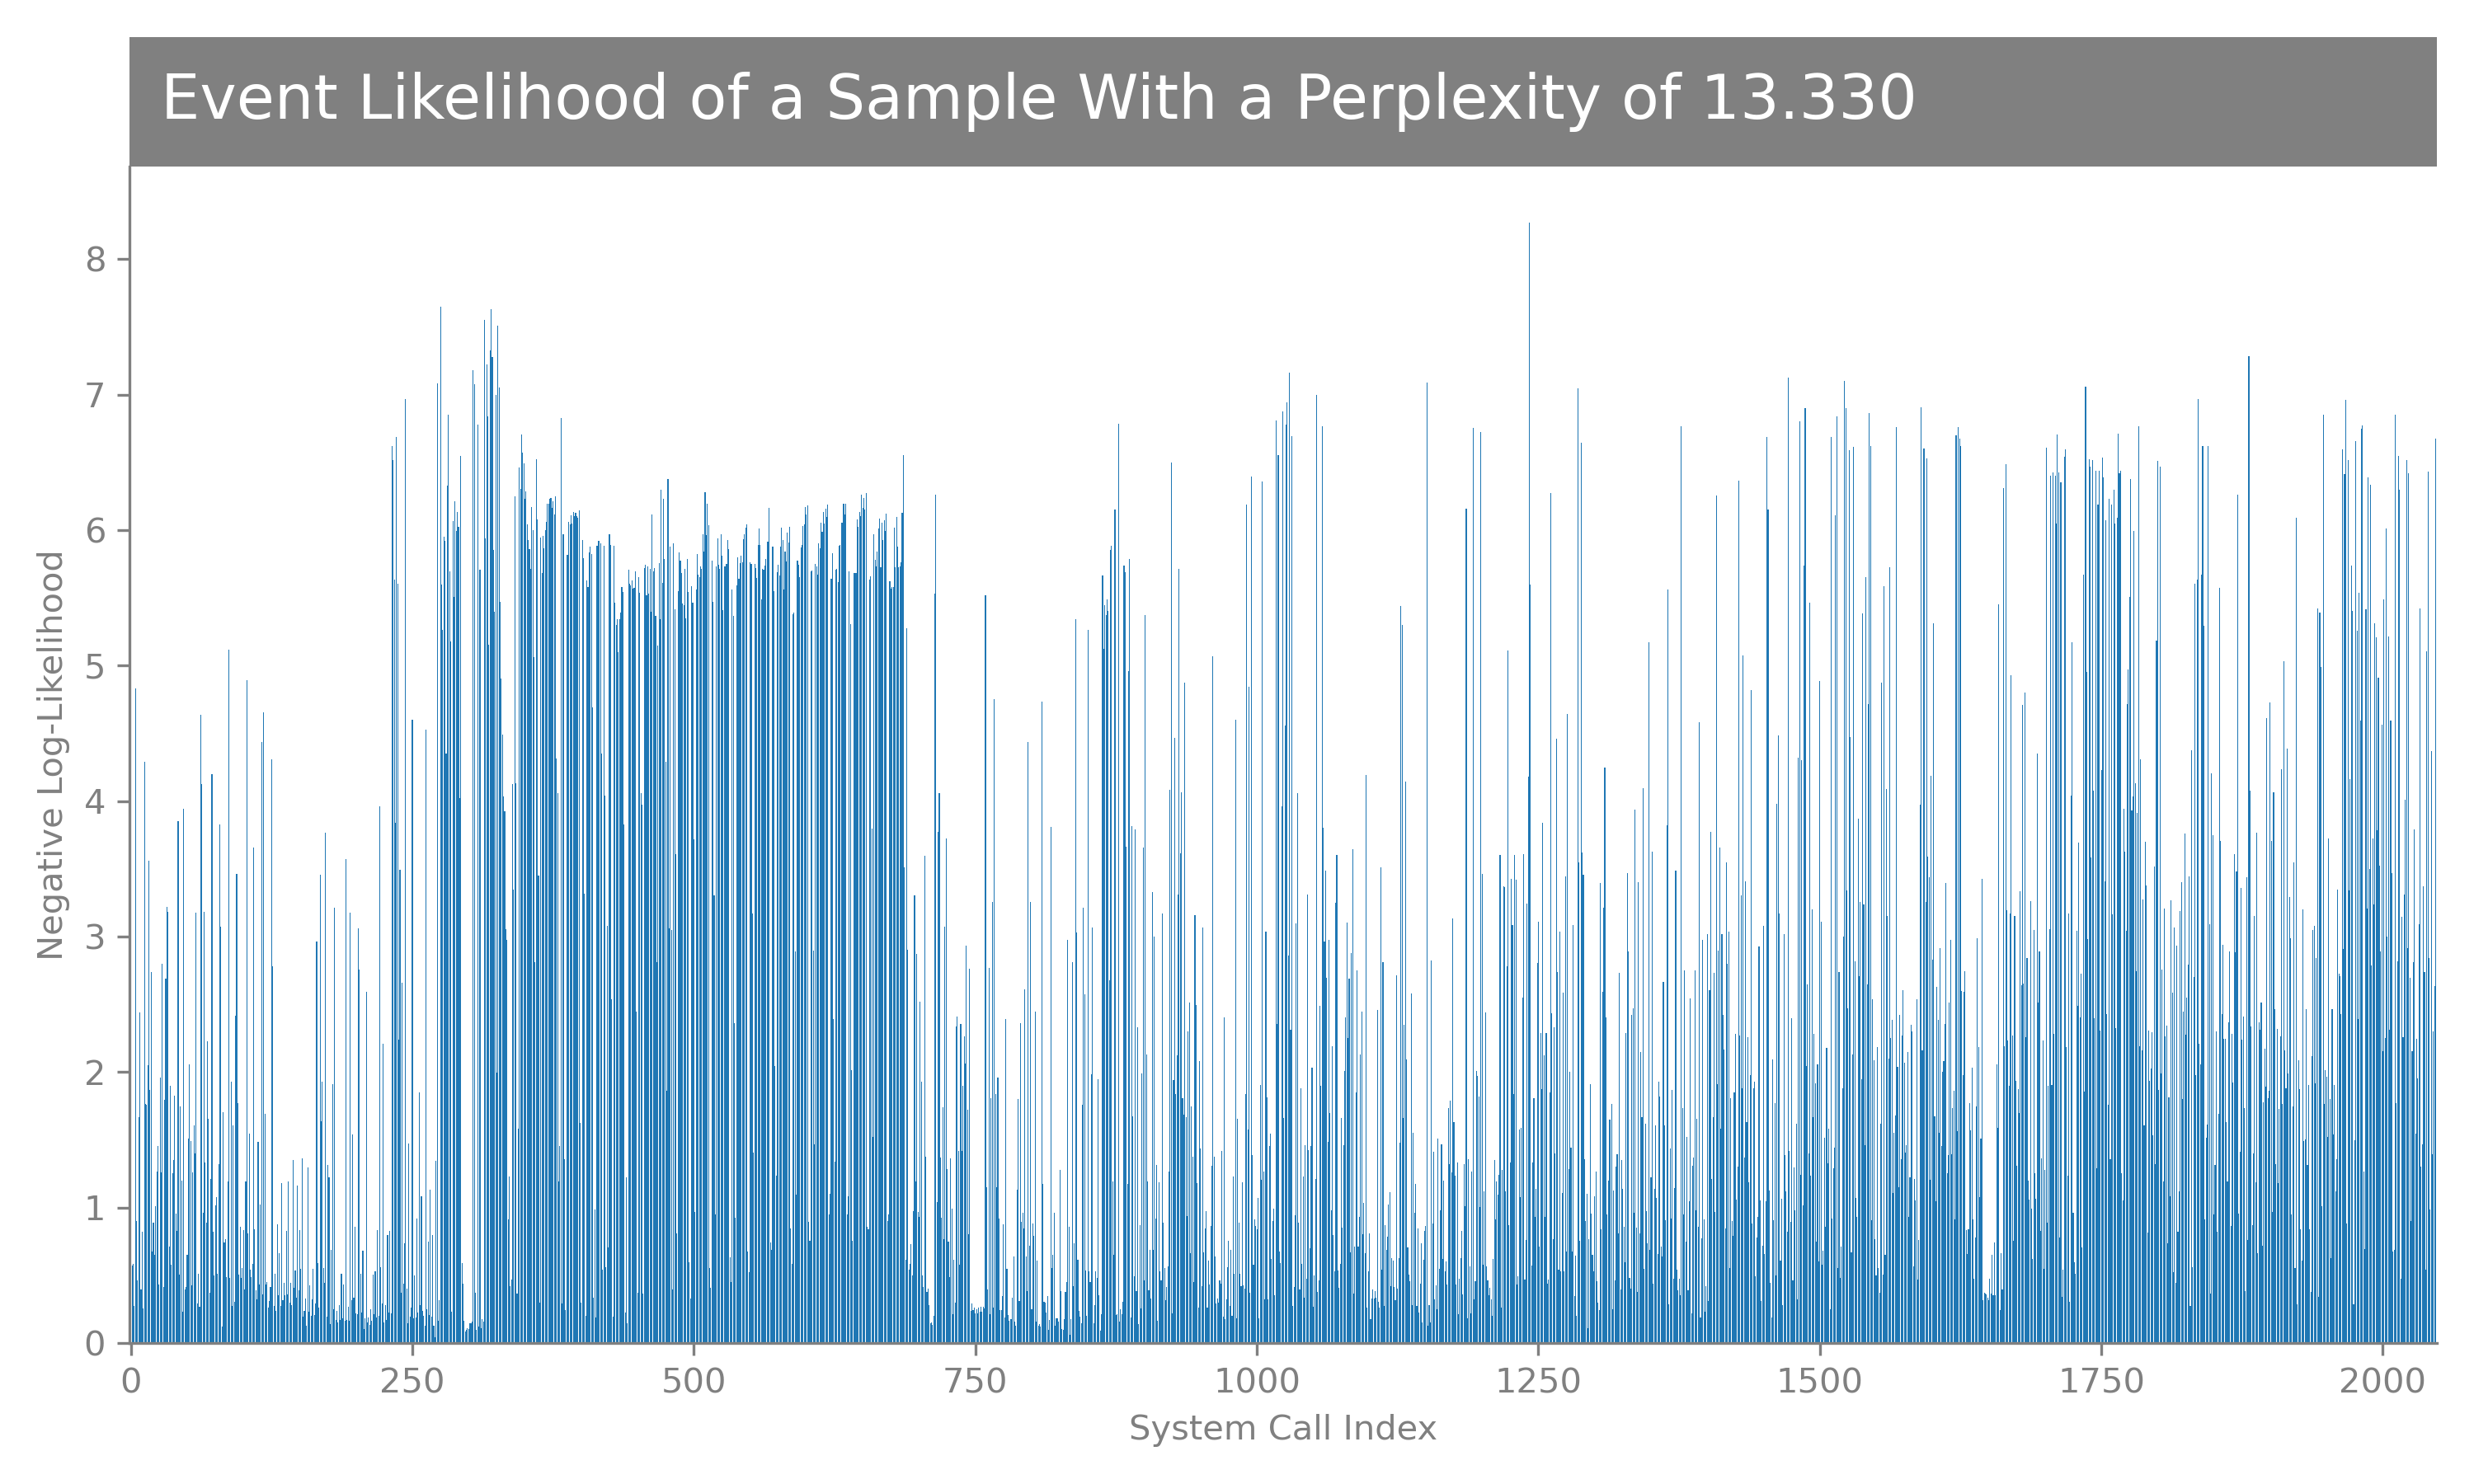 Event Likelihood of a Sample With a Perplexity of 13.330
Negative Log-Likelihood
8
7
6
5
4
3
2
1
0
0 250 500 750 1000 1250 1500 1750 2000
System Call Index